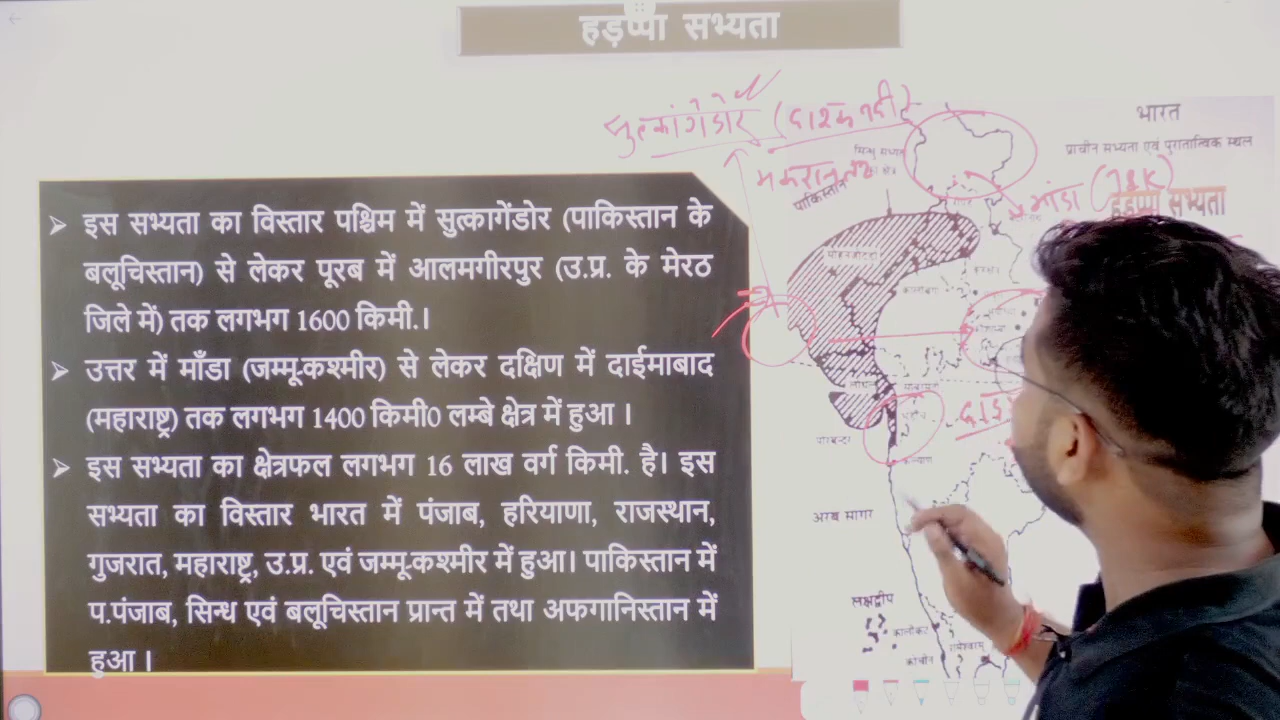 हड़प्पा सभ्यता
➢ इस सभ्यता का विस्तार पश्चिम में सुत्कागेंडोर (पाकिस्तान के
बलूचिस्तान) से लेकर पूरब में आलमगीरपुर (उ.प्र. के मेरठ
जिले में) तक लगभग 1600 किमी.।
➢ उत्तर में माँडा (जम्मू-कश्मीर) से लेकर दक्षिण में दाईमाबाद
(महाराष्ट्र) तक लगभग 1400 किमी0 लम्बे क्षेत्र में हुआ ।
➢ इस सभ्यता का क्षेत्रफल लगभग 16 लाख वर्ग किमी. है। इस
सभ्यता का विस्तार भारत में पंजाब, हरियाणा, राजस्थान,
गुजरात, महाराष्ट्र, उ.प्र. एवं जम्मू-कश्मीर में हुआ। पाकिस्तान में
प.पंजाब, सिन्ध एवं बलूचिस्तान प्रान्त में तथा अफगानिस्तान में
हुआ ।
सुत्कांगेडोर (दाश्क नदी)
भारत
प्राचीन सभ्यता एवं पुरातात्विक स्थल
मांडा (J&K)
हड़प्पा सभ्यता
पाकिस्तान
अरब सागर
लक्षद्वीप
कोचीन
रामेश्वरम्